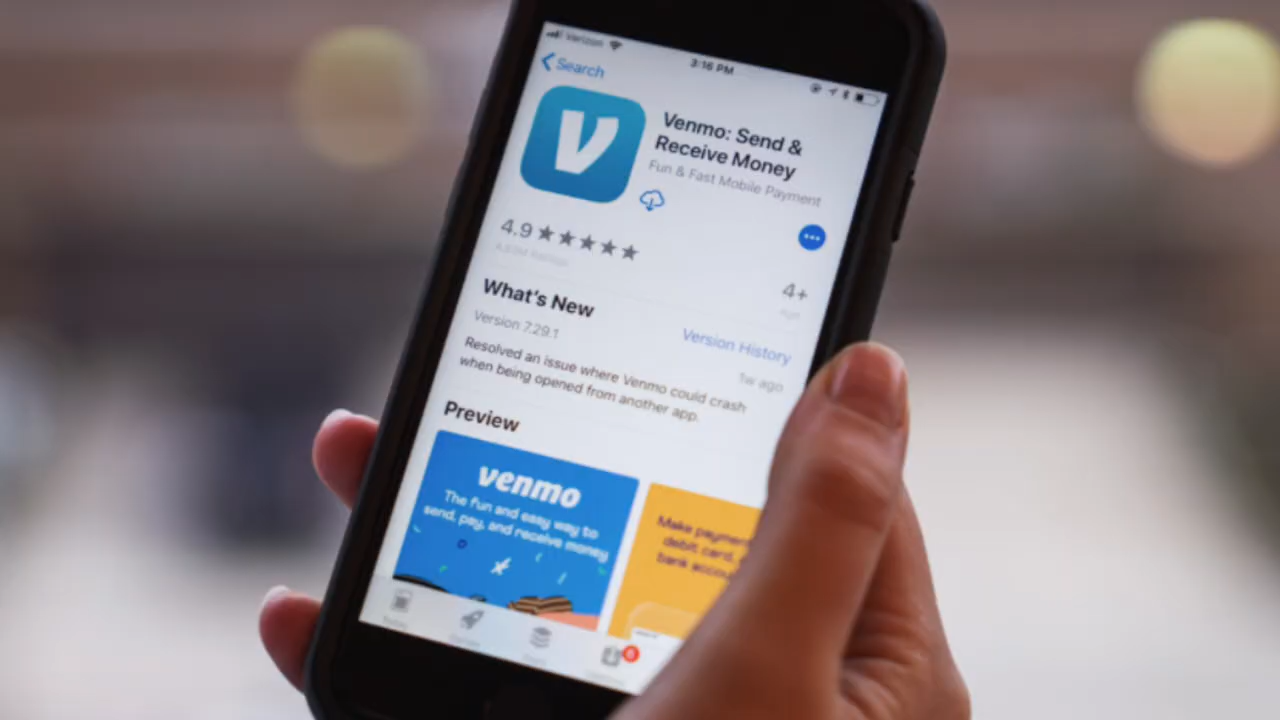 Verizon
3:16 PM
Search
Venmo: Send &
Receive Money
Fun & Fast Mobile Payment
4.9
4+
What's New
Version History
Version 7.29.1
1w ago
Resolved an issue where Venmo could crash
when being opened from another app.
Preview
venmo
The fun and easy way to
send, pay, and receive money
Make
debit card,
bank
6